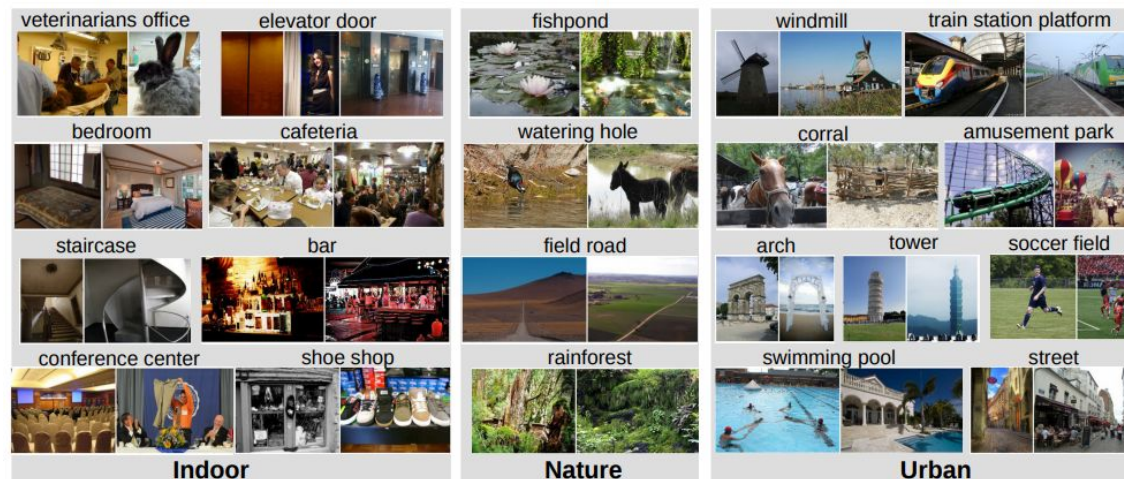 veterinarians office
elevator door
bedroom
cafeteria
staircase
bar
conference center
shoe shop
Indoor
fishpond
watering hole
field road
rainforest
Nature
windmill
train station platform
corral
amusement park
arch
tower
soccer field
swimming pool
street
Urban